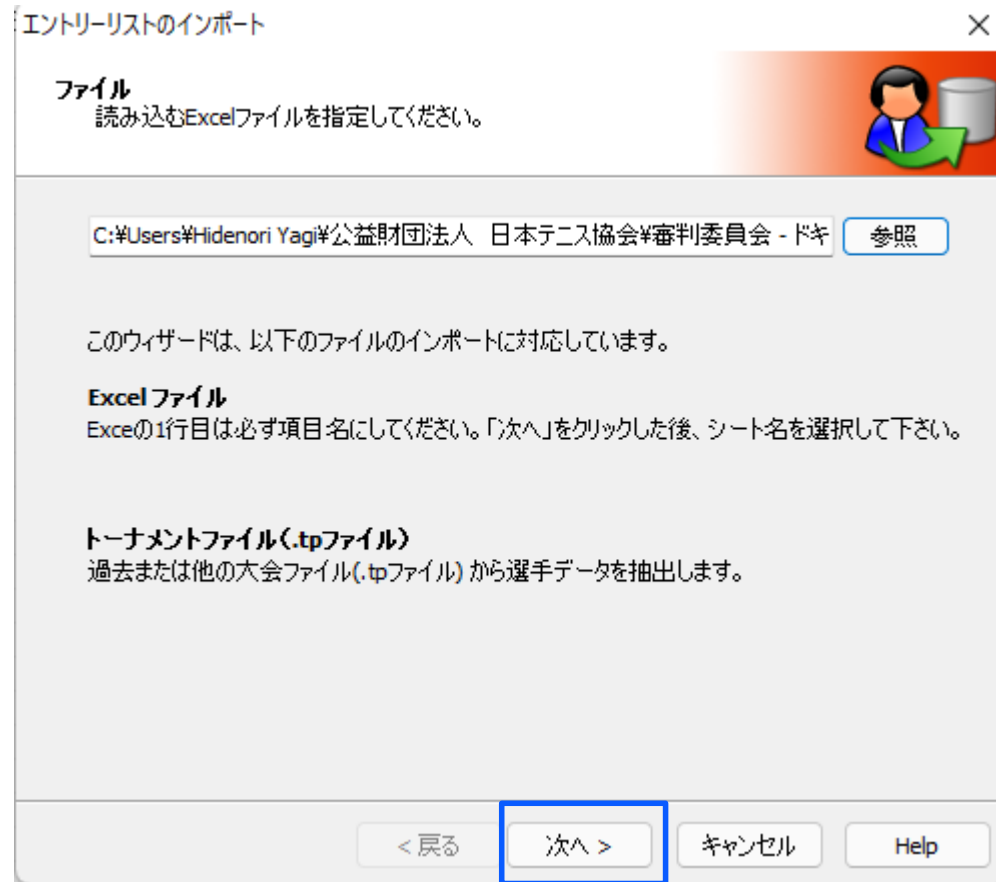 エントリーリストのインポート
ファイル
読み込むExcelファイルを指定してください。
C:¥Users¥Hidenori Yagi¥公益財団法人　日本テニス協会¥審判委員会 - ドキ
参照
このウィザードは、以下のファイルのインポートに対応しています。
Excel ファイル
Exceの1行目は必ず項目名にしてください。「次へ」をクリックした後、シート名を選択して下さい。
トーナメントファイル(.tpファイル)
過去または他の大会ファイル(.tpファイル) から選手データを抽出します。
< 戻る
次へ >
キャンセル
Help